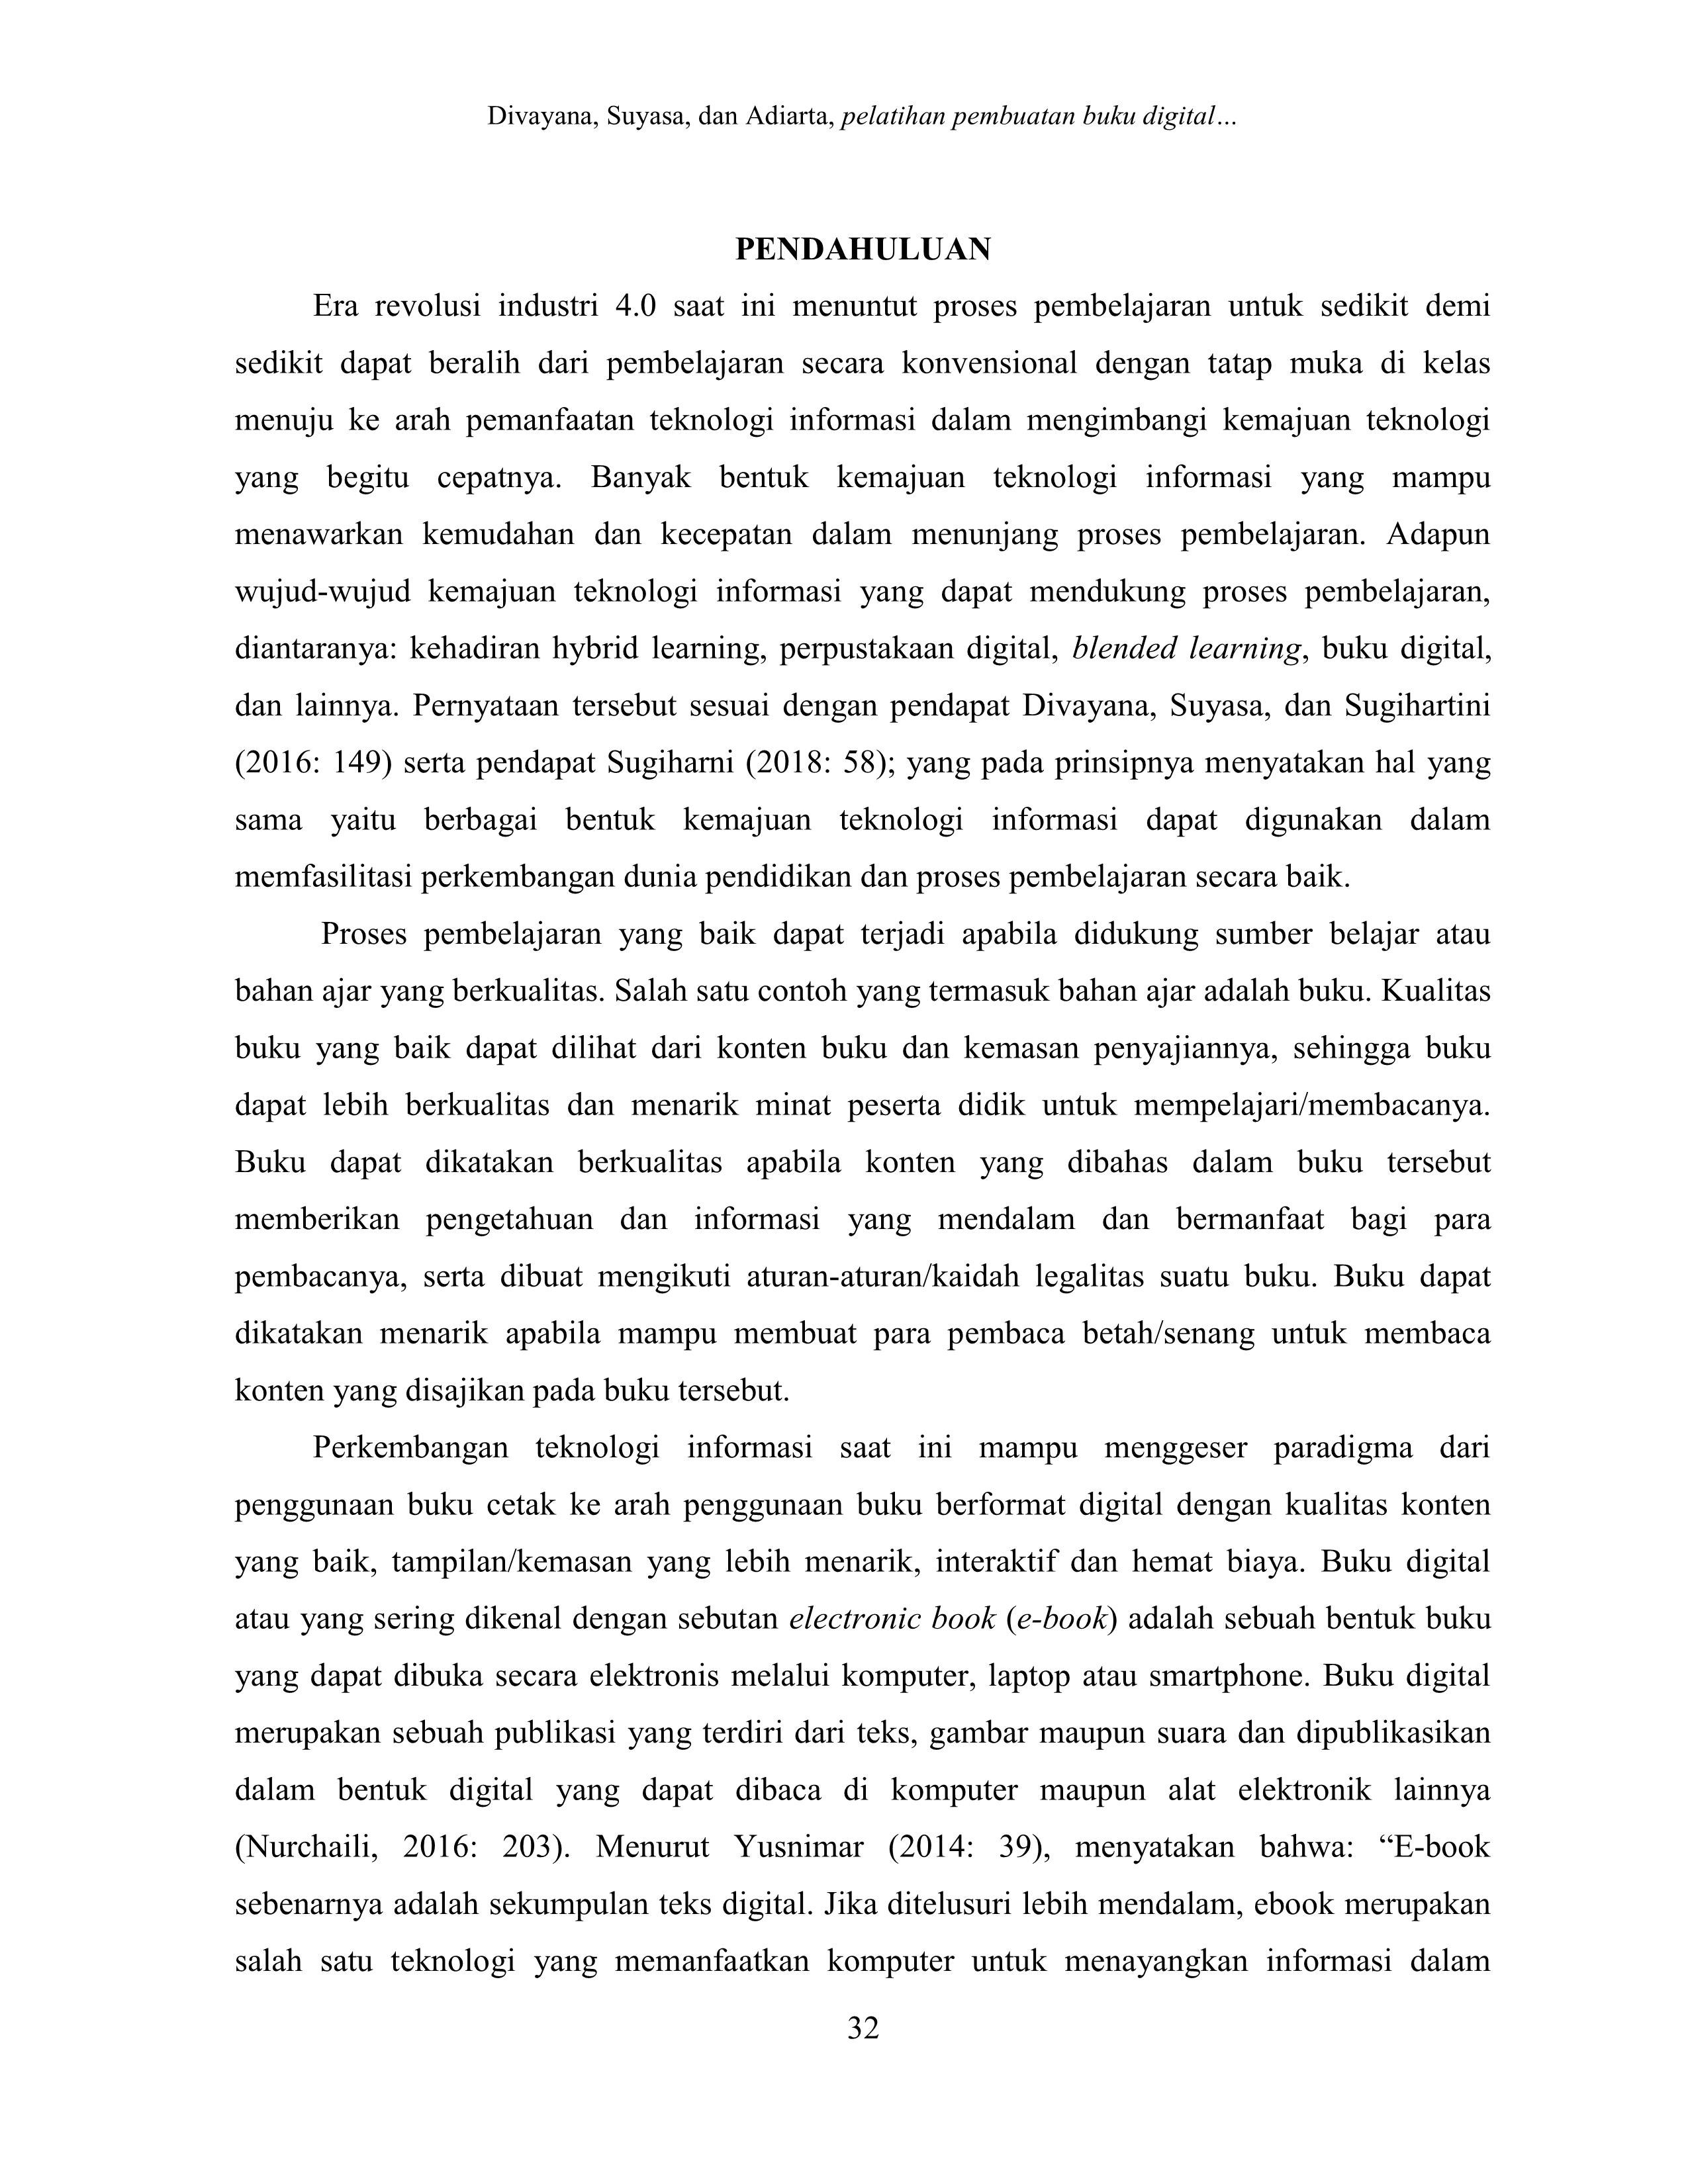 Divayana, Suyasa, dan Adiarta, pelatihan pembuatan buku digital…
PENDAHULUAN
Era revolusi industri 4.0 saat ini menuntut proses pembelajaran untuk sedikit demi
sedikit dapat beralih dari pembelajaran secara konvensional dengan tatap muka di kelas
menuju ke arah pemanfaatan teknologi informasi dalam mengimbangi kemajuan teknologi
yang begitu cepatnya. Banyak bentuk kemajuan teknologi informasi yang mampu
menawarkan kemudahan dan kecepatan dalam menunjang proses pembelajaran. Adapun
wujud-wujud kemajuan teknologi informasi yang dapat mendukung proses pembelajaran,
diantaranya: kehadiran hybrid learning, perpustakaan digital, blended learning, buku digital,
dan lainnya. Pernyataan tersebut sesuai dengan pendapat Divayana, Suyasa, dan Sugihartini
(2016: 149) serta pendapat Sugiharni (2018: 58); yang pada prinsipnya menyatakan hal yang
sama yaitu berbagai bentuk kemajuan teknologi informasi dapat digunakan dalam
memfasilitasi perkembangan dunia pendidikan dan proses pembelajaran secara baik.
Proses pembelajaran yang baik dapat terjadi apabila didukung sumber belajar atau
bahan ajar yang berkualitas. Salah satu contoh yang termasuk bahan ajar adalah buku. Kualitas
buku yang baik dapat dilihat dari konten buku dan kemasan penyajiannya, sehingga buku
dapat lebih berkualitas dan menarik minat peserta didik untuk mempelajari/membacanya.
Buku dapat dikatakan berkualitas apabila konten yang dibahas dalam buku tersebut
memberikan pengetahuan dan informasi yang mendalam dan bermanfaat bagi para
pembacanya, serta dibuat mengikuti aturan-aturan/kaidah legalitas suatu buku. Buku dapat
dikatakan menarik apabila mampu membuat para pembaca betah/senang untuk membaca
konten yang disajikan pada buku tersebut.
Perkembangan teknologi informasi saat ini mampu menggeser paradigma dari
penggunaan buku cetak ke arah penggunaan buku berformat digital dengan kualitas konten
yang baik, tampilan/kemasan yang lebih menarik, interaktif dan hemat biaya. Buku digital
atau yang sering dikenal dengan sebutan electronic book (e-book) adalah sebuah bentuk buku
yang dapat dibuka secara elektronis melalui komputer, laptop atau smartphone. Buku digital
merupakan sebuah publikasi yang terdiri dari teks, gambar maupun suara dan dipublikasikan
dalam bentuk digital yang dapat dibaca di komputer maupun alat elektronik lainnya
(Nurchaili, 2016: 203). Menurut Yusnimar (2014: 39), menyatakan bahwa: “E-book
sebenarnya adalah sekumpulan teks digital. Jika ditelusuri lebih mendalam, ebook merupakan
salah satu teknologi yang memanfaatkan komputer untuk menayangkan informasi dalam
32